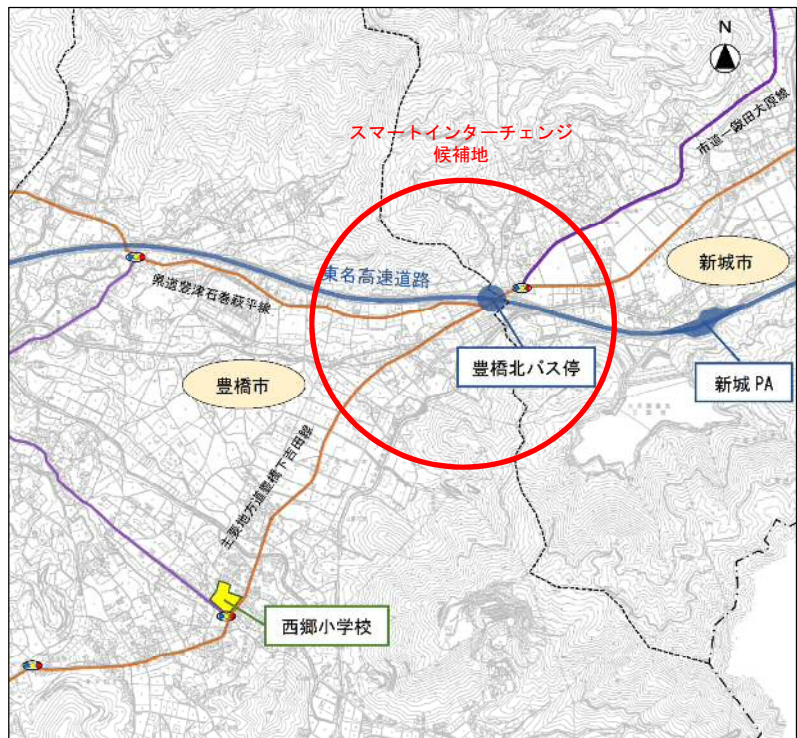 N
スマートインターチェンジ
候補地
市道一鍬田大原線
新城市
東名高速道路
県道豊津石巻萩平線
豊橋北バス停
新城 PA
豊橋市
主要地方道豊橋下吉田線
西郷小学校